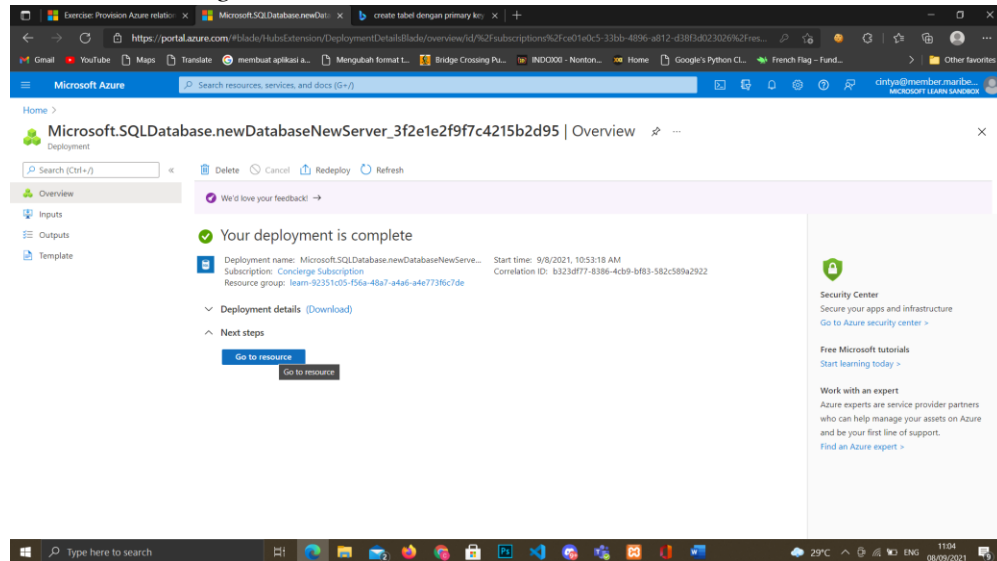 Exercise: Provision Azure relation
Microsoft.SQLDatabase.newData
create tabel dengan primary key
https://portal.azure.com/#blade/HubsExtension/DeploymentDetailsBlade/overview/id/%2Fsubscriptions%2Fce01e0c5-33bb-4896-a812-d38f3d023026%2Fres...
Gmail YouTube Maps Translate membuat aplikasi a... Mengubah format t... Bridge Crossing Pu... INDOXXI - Nonton... Home Google's Python Cl... French Flag – Fund... Other favorites
Microsoft Azure
Search resources, services, and docs (G+/)
cintya@member.maribe...
MICROSOFT LEARN SANDBOX
Home >
Microsoft.SQLDatabase.newDatabaseNewServer_3f2e1e2f9f7c4215b2d95 | Overview
Deployment
Search (Ctrl+/)
Delete Cancel Redeploy Refresh
Overview
Inputs
Outputs
Template
We'd love your feedback! →
Your deployment is complete
Deployment name: Microsoft.SQLDatabase.newDatabaseNewServe...
Subscription: Concierge Subscription
Resource group: learn-92351c05-f56a-48a7-a4a6-a4e773f6c7de
Start time: 9/8/2021, 10:53:18 AM
Correlation ID: b323df77-8386-4cb9-bf83-582c589a2922
Deployment details (Download)
Next steps
Go to resource
Go to resource
Security Center
Secure your apps and infrastructure
Go to Azure security center >
Free Microsoft tutorials
Start learning today >
Work with an expert
Azure experts are service provider partners
who can help manage your assets on Azure
and be your first line of support.
Find an Azure expert >
Type here to search
29°C
ENG
11:04
08/09/2021